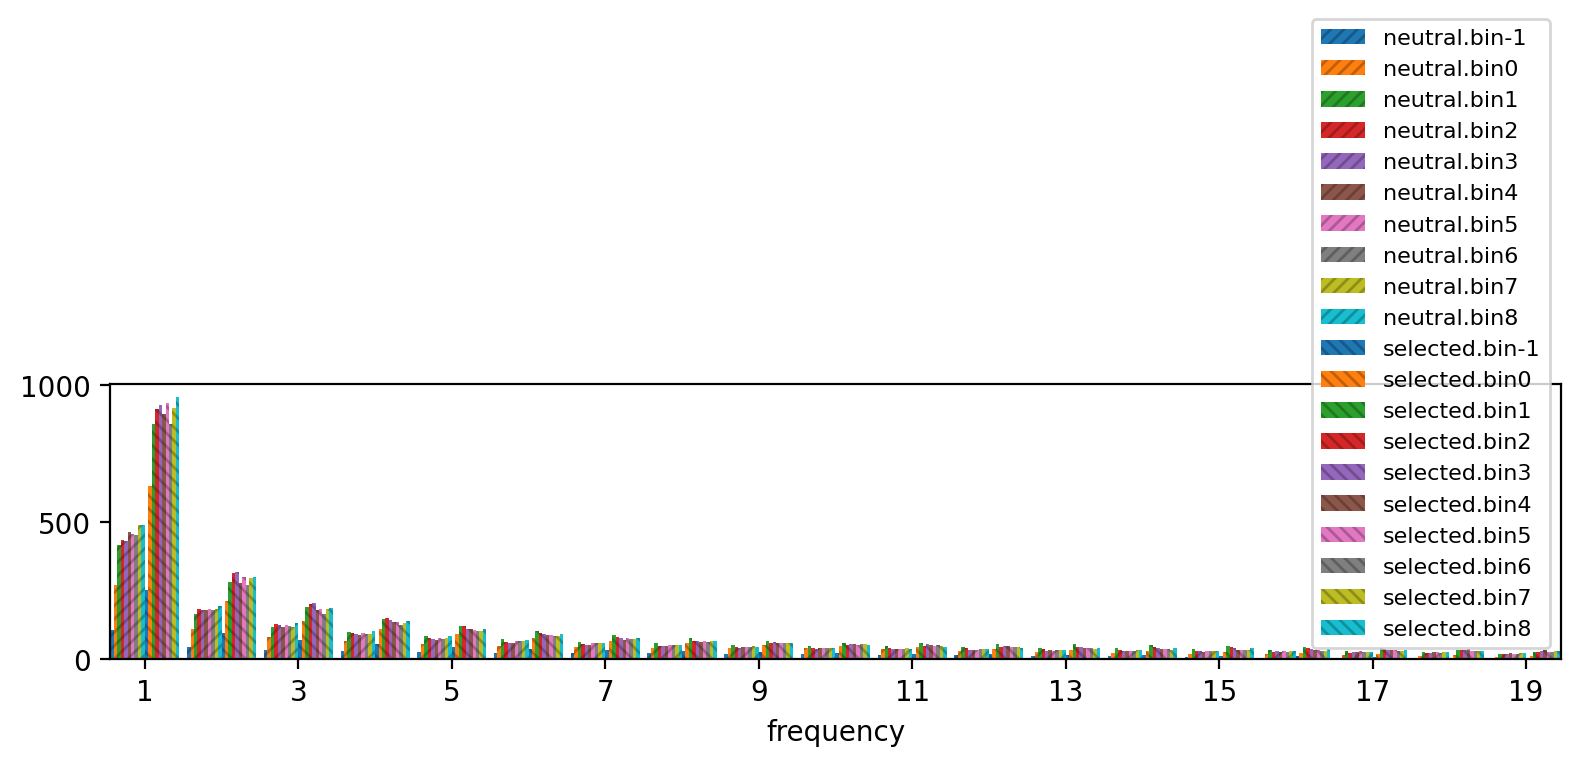 neutral.bin-1
neutral.bin0
neutral.bin1
neutral.bin2
neutral.bin3
neutral.bin4
neutral.bin5
neutral.bin6
neutral.bin7
neutral.bin8
selected.bin-1
selected.bin0
selected.bin1
selected.bin2
selected.bin3
selected.bin4
selected.bin5
selected.bin6
selected.bin7
selected.bin8
1000
500
0
1 3 5 7 9 11 13 15 17 19
frequency